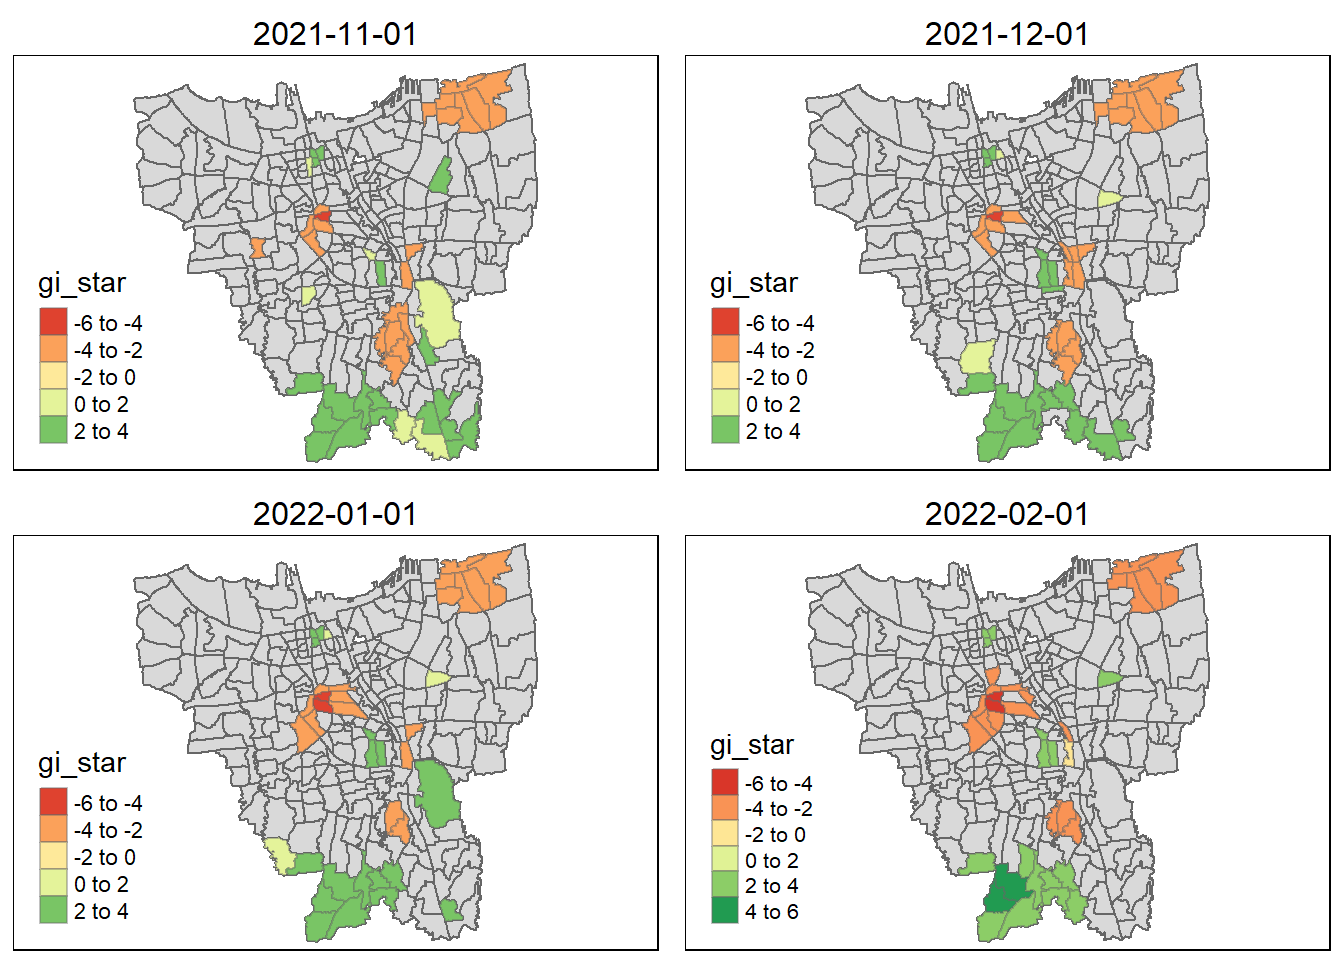 2021-11-01
gi_star
-6 to -4
-4 to -2
-2 to 0
0 to 2
2 to 4
2021-12-01
gi_star
-6 to -4
-4 to -2
-2 to 0
0 to 2
2 to 4
2022-01-01
gi_star
-6 to -4
-4 to -2
-2 to 0
0 to 2
2 to 4
2022-02-01
gi_star
-6 to -4
-4 to -2
-2 to 0
0 to 2
2 to 4
4 to 6